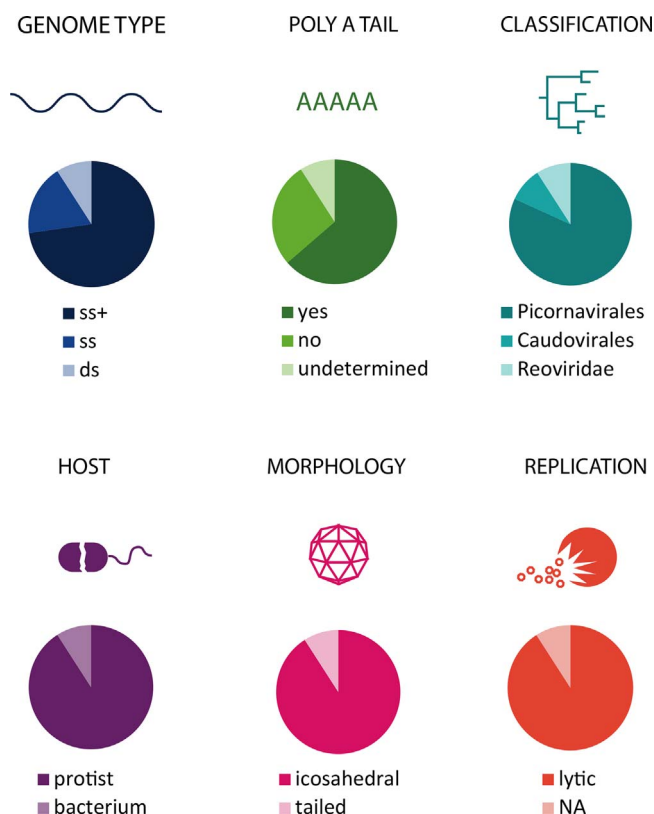 GENOME TYPE
POLY A TAIL
CLASSIFICATION
AAAAA
ss+
ss
ds
yes
no
undetermined
Picornavirales
Caudovirales
Reoviridae
HOST
MORPHOLOGY
REPLICATION
protist
bacterium
icosahedral
tailed
lytic
NA